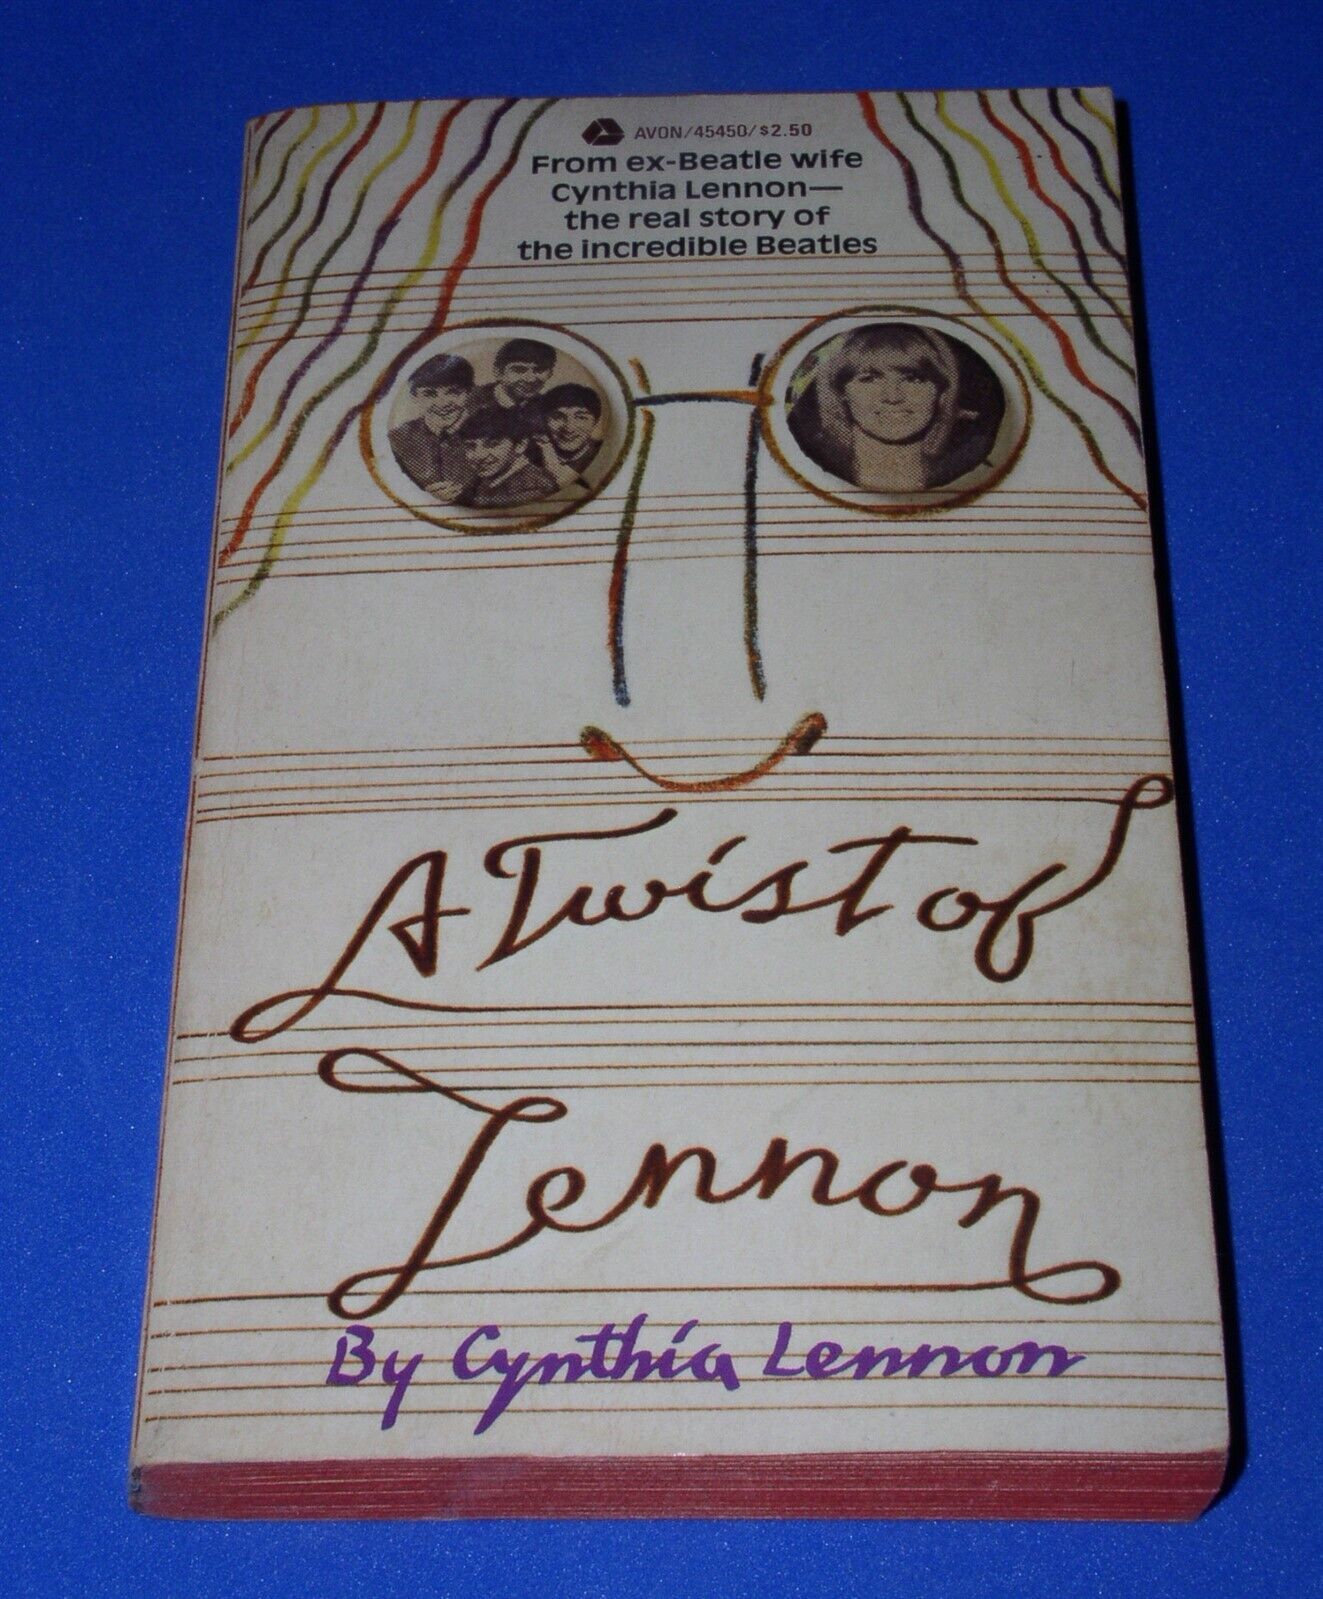 AVON/45450/$2.50
From ex-Beatle wife
Cynthia Lennon—
the real story of
the incredible Beatles
A Twist of
Lennon
By Cynthia Lennon